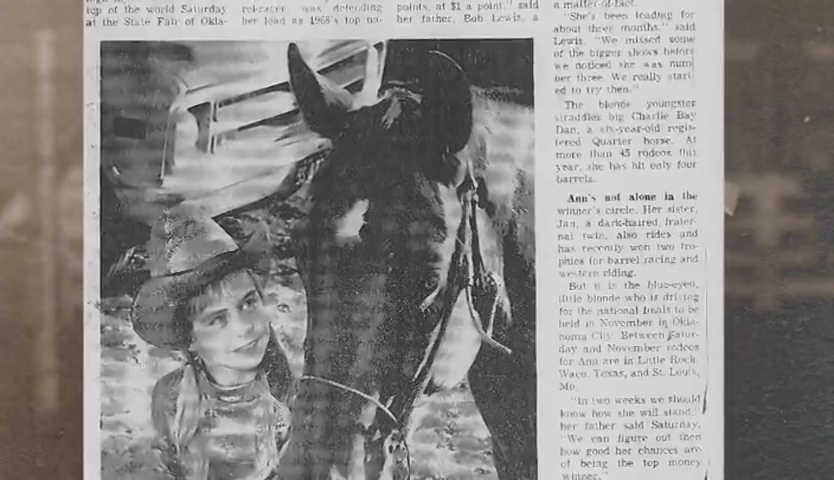 top of the world Saturday
at the State Fair of Okla-
rel-racer, was defending
her lead as 1968's top na-
points, at $1 a point," said
her father, Bob Lewis, a
a matter-of-fact.
"She's been leading for
about three months," said
Lewis. "We missed some
of the bigger shows before
we noticed she was num
ber three. We really start
ed to try then."
The blonde youngster
straddles big Charlie Bay
Dan, a six-year-old regis-
tered Quarter horse. At
more than 45 rodeos this
year, she has hit only four
barrels.
Ann's not alone in the
winner's circle. Her sister,
Jan, a dark-haired frater-
nal twin, also rides and
has recently won two tro-
phies for barrel racing and
western riding.
But it is the blue-eyed,
little blonde who is driving
for the national finals to be
held in November in Okla-
homa City. Between Satur-
day and November rodeos
for Ann are in Little Rock,
Waco, Texas, and St. Louis,
Mo.
"In two weeks we should
know how she will stand,"
her father said Saturday.
"We can figure out then
how good her chances are
of being the top money
winner."